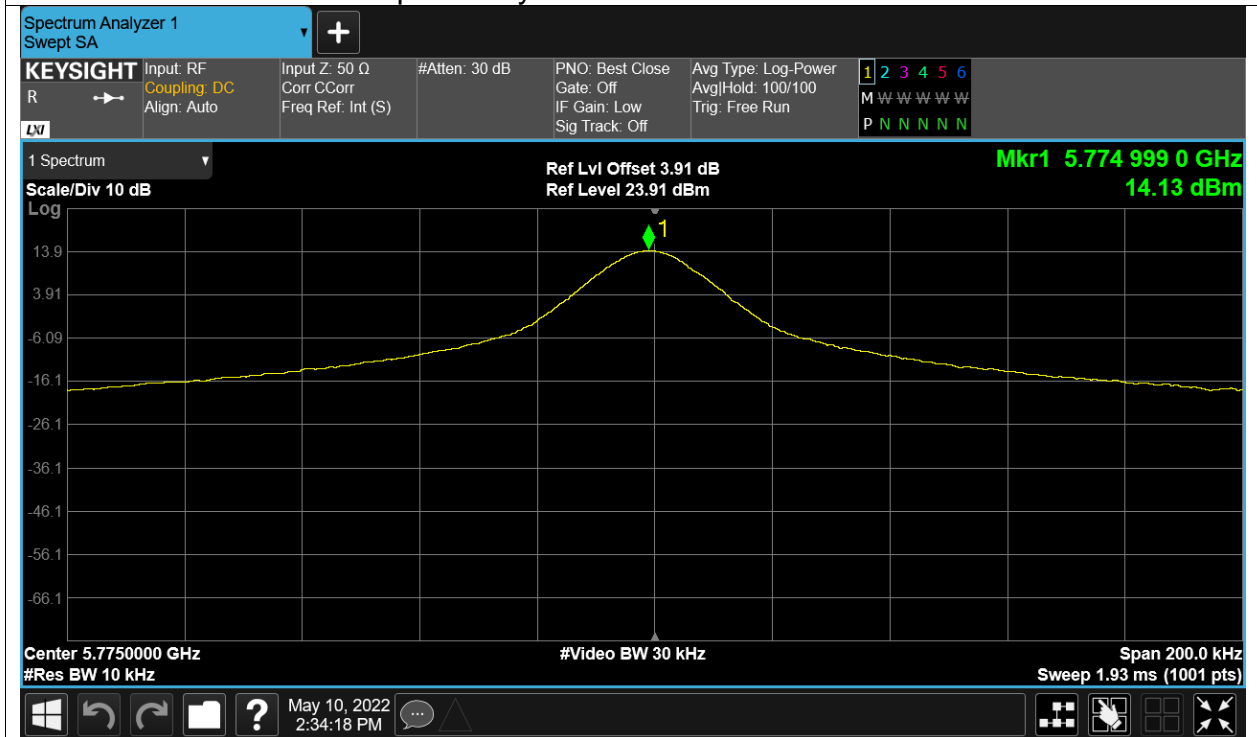 Spectrum Analyzer 1
Swept SA
+
KEYSIGHT
R
LXI
Input: RF
Coupling: DC
Align: Auto
Input Z: 50 Ω
Corr CCorr
Freq Ref: Int (S)
#Atten: 30 dB
PNO: Best Close
Gate: Off
IF Gain: Low
Sig Track: Off
Avg Type: Log-Power
Avg|Hold: 100/100
Trig: Free Run
1 2 3 4 5 6
M W W W W W W
P N N N N N N
1 Spectrum
Scale/Div 10 dB
Log
Ref Lvl Offset 3.91 dB
Ref Level 23.91 dBm
Mkr1 5.774 999 0 GHz
14.13 dBm
1
13.9
3.91
-6.09
-16.1
-26.1
-36.1
-46.1
-56.1
-66.1
Center 5.7750000 GHz
#Res BW 10 kHz
#Video BW 30 kHz
Span 200.0 kHz
Sweep 1.93 ms (1001 pts)
?
May 10, 2022
2:34:18 PM